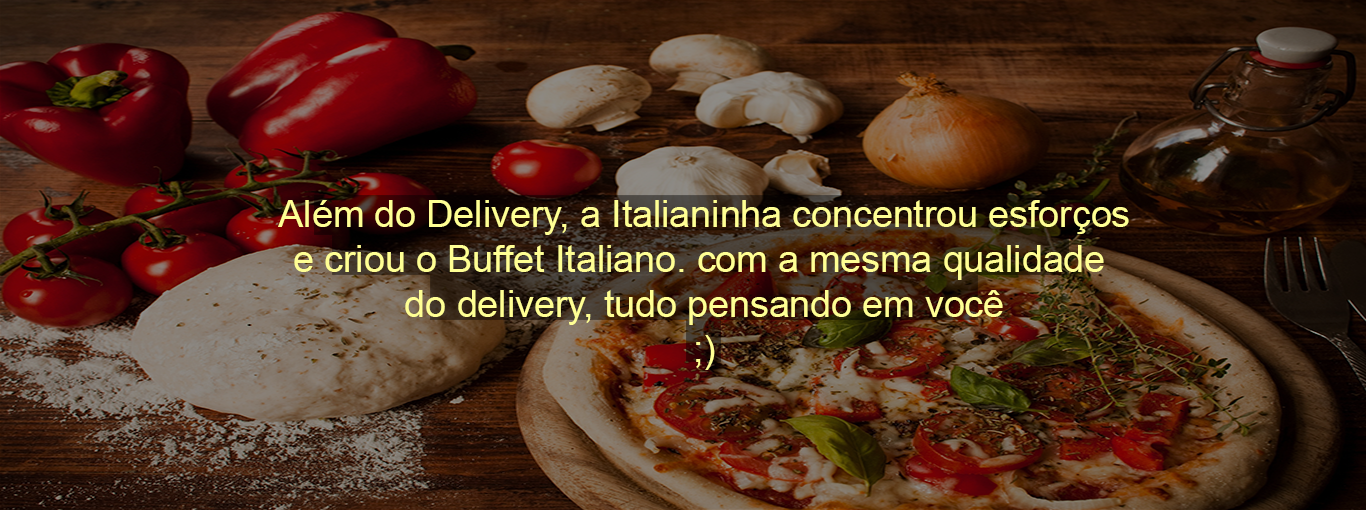 Além do Delivery, a Italianinha concentrou esforços
e criou o Buffet Italiano. com a mesma qualidade
do delivery, tudo pensando em você
;)